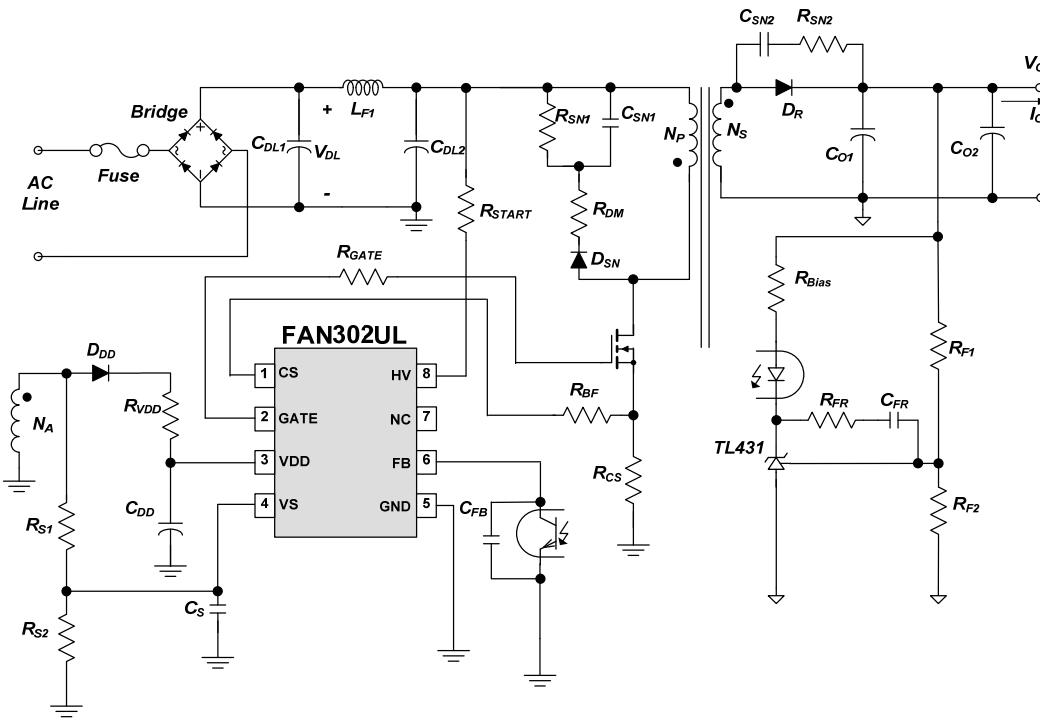 CSN2
RSN2
VO
IO
DR
NS
NP
CO1
CO2
Bridge
Fuse
AC
Line
+
-
CDL1
VDL
+
-
LF1
CDL2
RSN1
CSN1
RSTART
RDM
DSN
RGATE
RBias
FAN302UL
DDD
NA
RVDD
CDD
RS1
RS2
CS
1
CS
HV
8
2
GATE
NC
7
3
VDD
FB
6
4
VS
GND
5
RBF
RCS
CFB
RF1
RFR
CFR
TL431
RF2